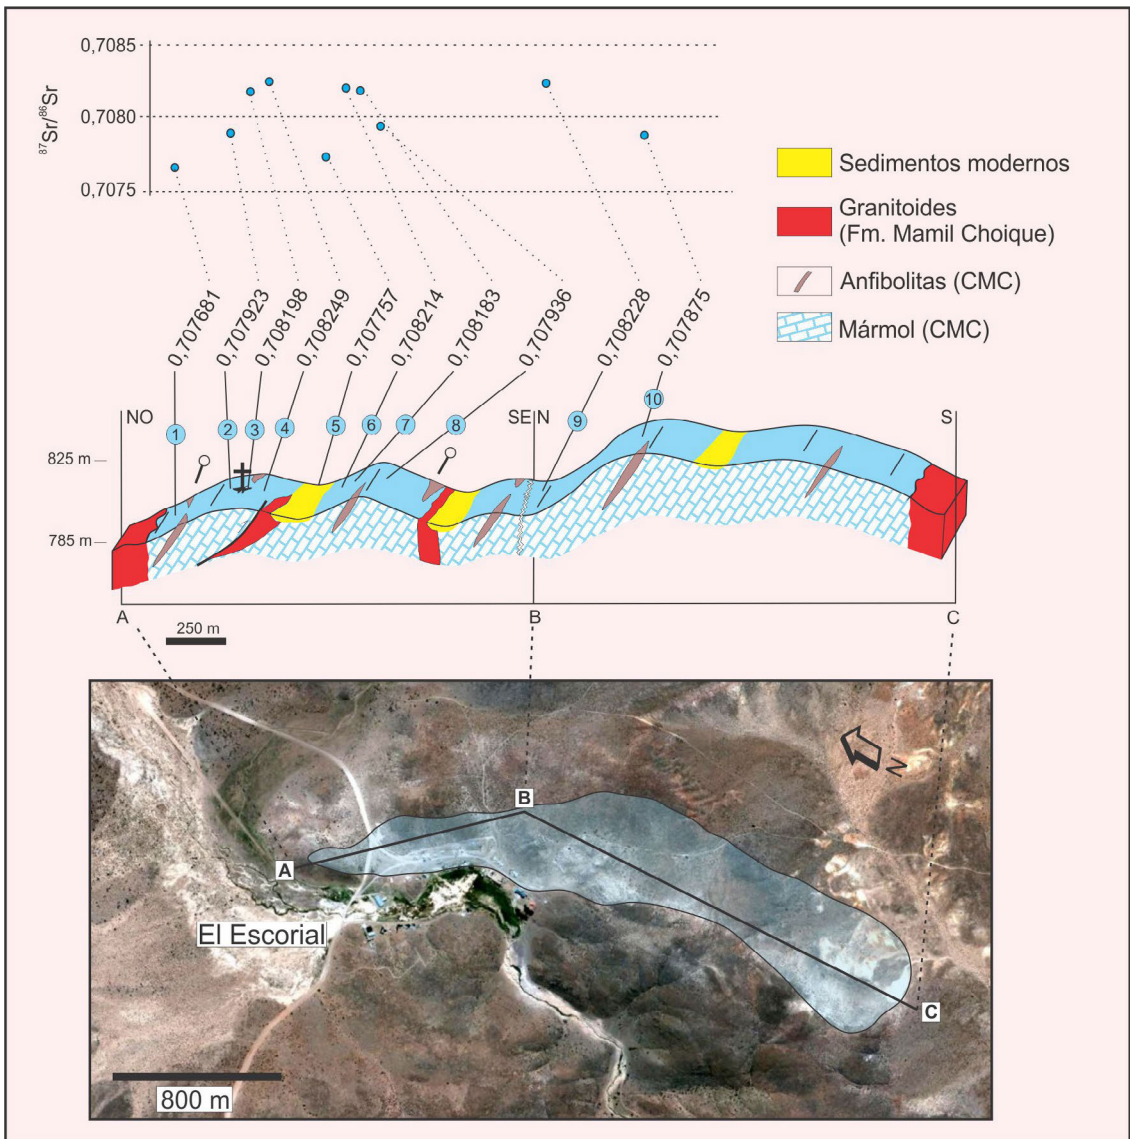 0,7085
0,7080
0,7075
87Sr/86Sr
Sedimentos modernos
Granitoides
(Fm. Mamil Choique)
Anfibolitas (CMC)
Mármol (CMC)
0,707681
0,707923
0,708198
0,708249
0,707757
0,708214
0,708183
0,707936
0,708228
0,707875
NO
SE
N
S
1
2
3
4
5
6
7
8
9
10
825 m
785 m
A
B
C
250 m
N
B
A
El Escorial
C
800 m